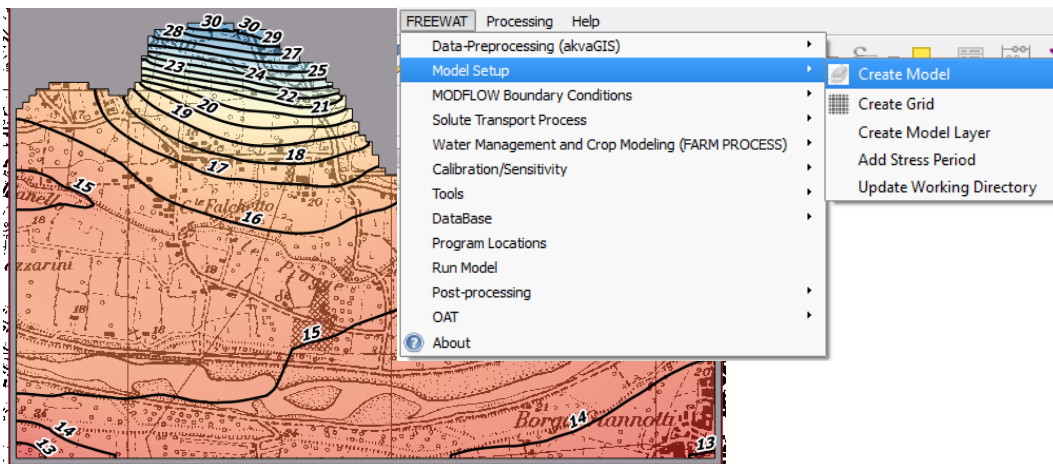 FREEWAT Processing Help
Data-Preprocessing (akvaGIS)
Model Setup
MODFLOW Boundary Conditions
Solute Transport Process
Water Management and Crop Modeling (FARM PROCESS)
Calibration/Sensitivity
Tools
DataBase
Program Locations
Run Model
Post-processing
OAT
About
Create Model
Create Grid
Create Model Layer
Add Stress Period
Update Working Directory
28 30 30 29
27
23 24 25
22 21
19 20
18
17
15
16
C. Falchetto
zzarini
Piave
15
14
14
13
13